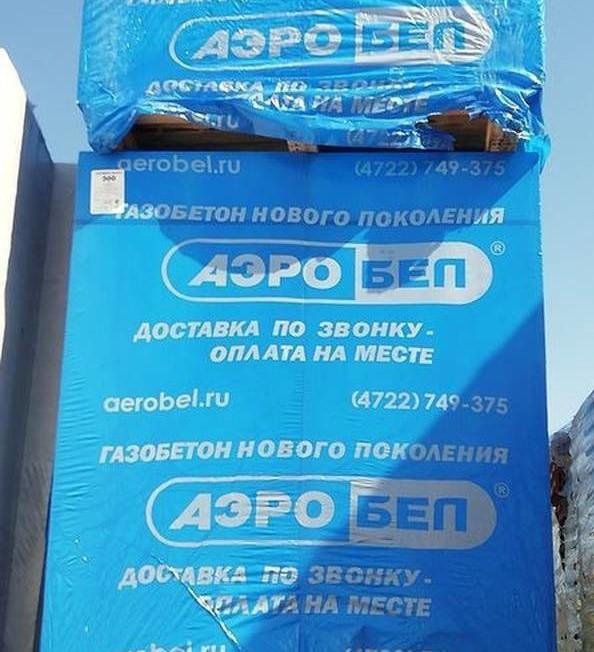 АЭРО БЕЛ
ДОСТАВКА ПО ЗВОНКУ-
ОПЛАТА НА МЕСТЕ
aerobel.ru (4722) 749-375
500
ГАЗОБЕТОН НОВОГО ПОКОЛЕНИЯ
АЭРО БЕЛ ®
ДОСТАВКА ПО ЗВОНКУ-
ОПЛАТА НА МЕСТЕ
aerobel.ru (4722) 749-375
ГАЗОБЕТОН НОВОГО ПОКОЛЕНИЯ
АЭРО БЕЛ ®
ДОСТАВКА ПО ЗВОНКУ-
ОПЛАТА НА МЕСТЕ